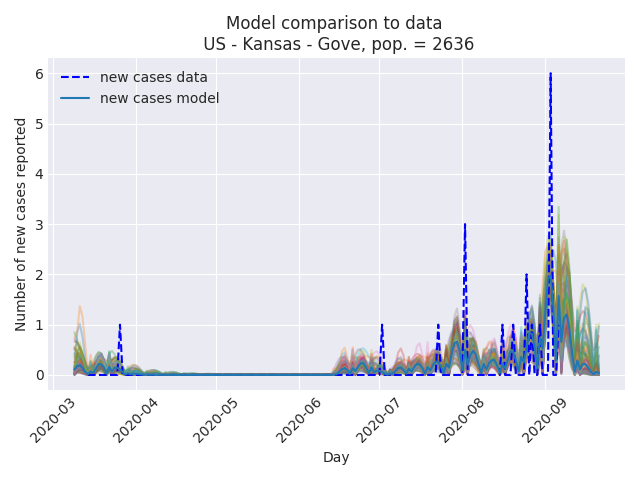 Model comparison to data
US - Kansas - Gove, pop. = 2636
new cases data
new cases model
Number of new cases reported
6
5
4
3
2
1
0
2020-03
2020-04
2020-05
2020-06
2020-07
2020-08
2020-09
Day